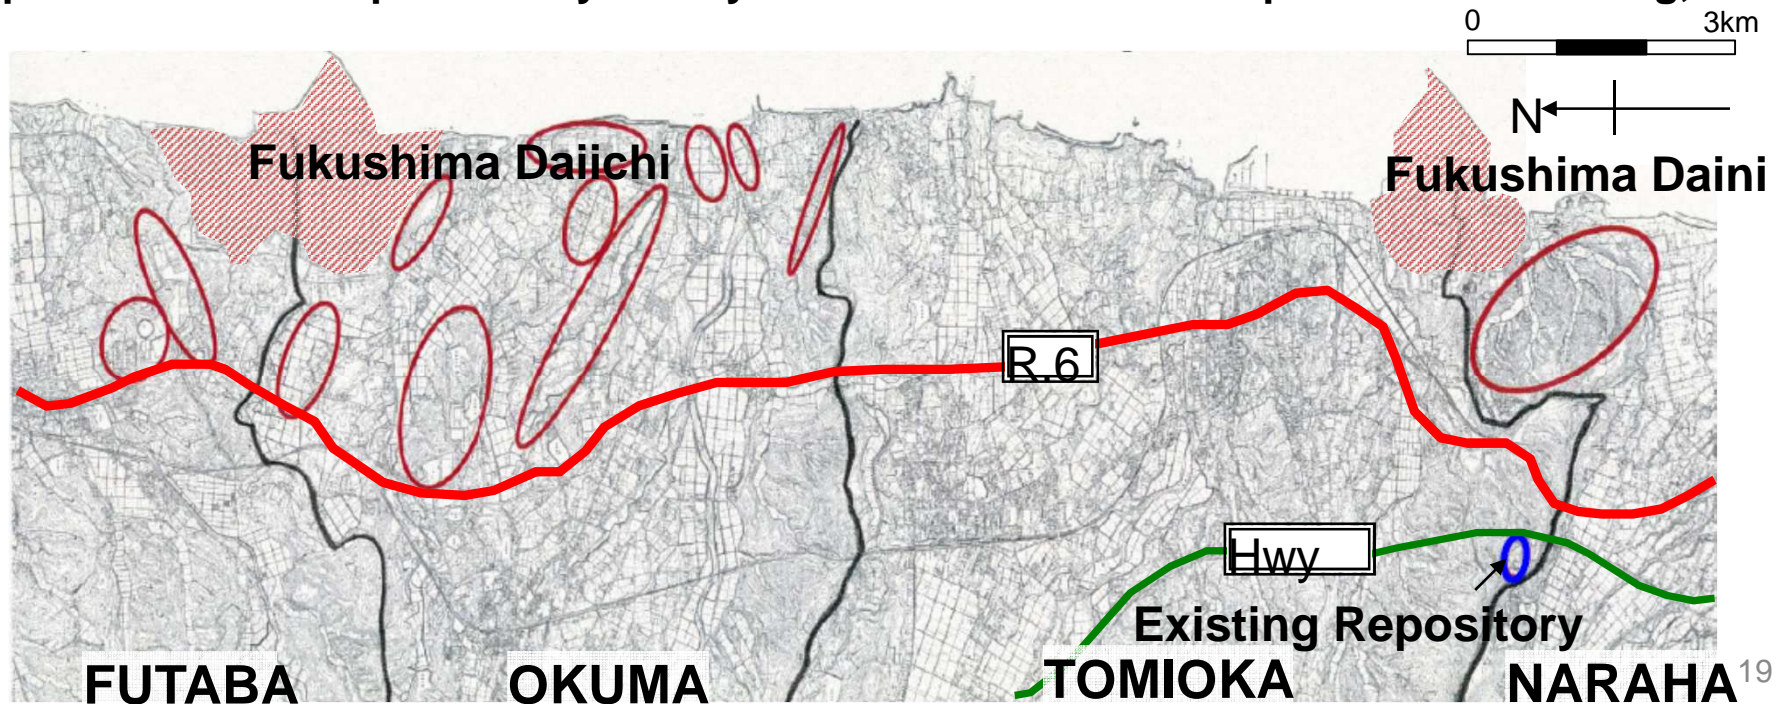 0 3km
N
Fukushima Daiichi
Fukushima Daini
R.6
Hwy
Existing Repository
FUTABA OKUMA TOMIOKA NARAHA
19